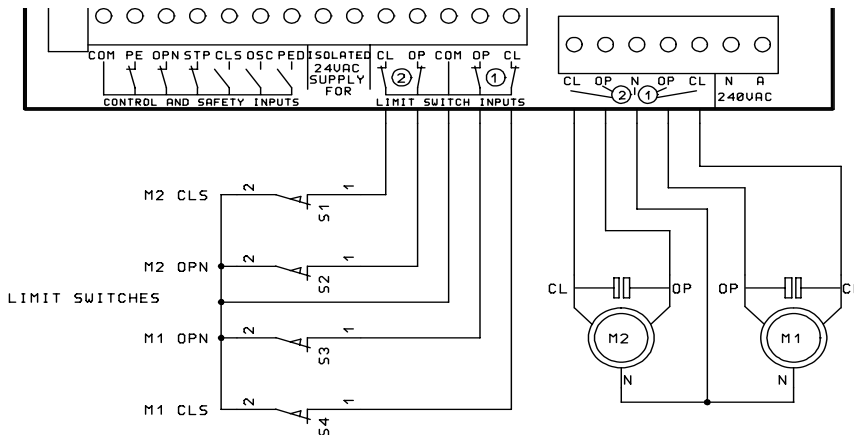 COM PE OPN STP CLS OSC PED ISOLATED CL OP COM OP CL
24VAC
SUPPLY
FOR
2 1
CONTROL AND SAFETY INPUTS LIMIT SWITCH INPUTS
CL OP N OP CL N A
2 1 240VAC
M2 CLS 2 1 S1
M2 OPN 2 1 S2
LIMIT SWITCHES
M1 OPN 2 1 S3
M1 CLS 2 1 S4
CL OP OP CL
M2 M1
N N